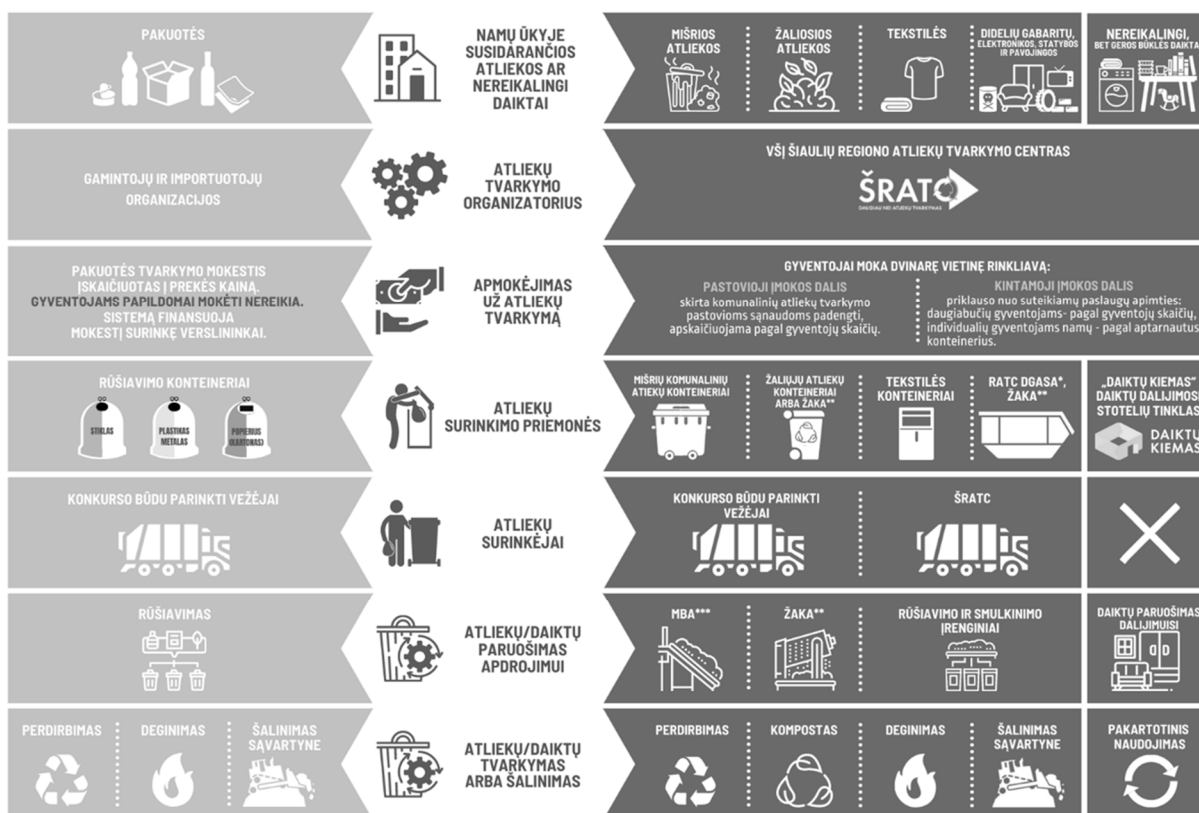 PAKUOTĖS
NAMŲ ŪKYJE
SUSIDARANČIOS
ATLIEKOS AR
NEREIKALINGI
DAIKTAI
MIŠRIOS
ATLIEKOS
ŽALIOSIOS
ATLIEKOS
TEKSTILĖS
DIDELIŲ GABARITŲ,
ELEKTRONIKOS, STATYBOS
IR PAVOJINGOS
NEREIKALINGI,
BET GEROS BŪKLĖS DAIKTAI
GAMINTOJŲ IR IMPORTUOTOJŲ
ORGANIZACIJOS
ATLIEKŲ
TVARKYMO
ORGANIZATORIUS
VŠĮ ŠIAULIŲ REGIONO ATLIEKŲ TVARKYMO CENTRAS
ŠRATC
DAUGIAU NEI ATLIEKŲ TVARKYMAS
PAKUOTĖS TVARKYMO MOKESTIS
ĮSKAIČIUOTAS Į PREKĖS KAINĄ.
GYVENTOJAMS PAPILDOMAI MOKĖTI NEREIKIA.
SISTEMĄ FINANSUOJA
MOKESTĮ SURINKĘ VERSLININKAI.
APMOKĖJIMAS
UŽ ATLIEKŲ
TVARKYMĄ
GYVENTOJAI MOKA DVINARĘ VIETINĘ RINKLIAVĄ:
PASTOVIOJI ĮMOKOS DALIS
skirta komunalinių atliekų tvarkymo
pastovioms sąnaudoms padengti,
apskaičiuojama pagal gyventojų skaičių.
KINTAMOJI ĮMOKOS DALIS
priklauso nuo suteikiamų paslaugų apimties:
daugiabučių gyventojams- pagal gyventojų skaičių,
individualių gyventojams namų - pagal aptarnautus
konteinerius.
RŪŠIAVIMO KONTEINERIAI
STIKLAS
PLASTIKAS
METALAS
POPIERIUS
(KARTONAS)
ATLIEKŲ
SURINKIMO PRIEMONĖS
MIŠRIŲ KOMUNALINIŲ
ATIEKŲ KONTEINERIAI
ŽALIŲJŲ ATLIEKŲ
KONTEINERIAI
ARBA ŽAKA**
TEKSTILĖS
KONTEINERIAI
RATC DGASA*,
ŽAKA**
„DAIKTŲ KIEMAS“
DAIKTŲ DALIJIMOSI
STOTELIŲ TINKLAS
DAIKTŲ
KIEMAS
KONKURSO BŪDU PARINKTI VEŽĖJAI
ATLIEKŲ
SURINKĖJAI
KONKURSO BŪDU PARINKTI
VEŽĖJAI
ŠRATC
RŪŠIAVIMAS
ATLIEKŲ/DAIKTŲ
PARUOŠIMAS
APDROJIMUI
MBA***
ŽAKA**
RŪŠIAVIMO IR SMULKINIMO
ĮRENGINIAI
DAIKTŲ PARUOŠIMAS
DALIJIMUISI
PERDIRBIMAS
DEGINIMAS
ŠALINIMAS
SĄVARTYNE
ATLIEKŲ/DAIKTŲ
TVARKYMAS
ARBA ŠALINIMAS
PERDIRBIMAS
KOMPOSTAS
DEGINIMAS
ŠALINIMAS
SĄVARTYNE
PAKARTOTINIS
NAUDOJIMAS